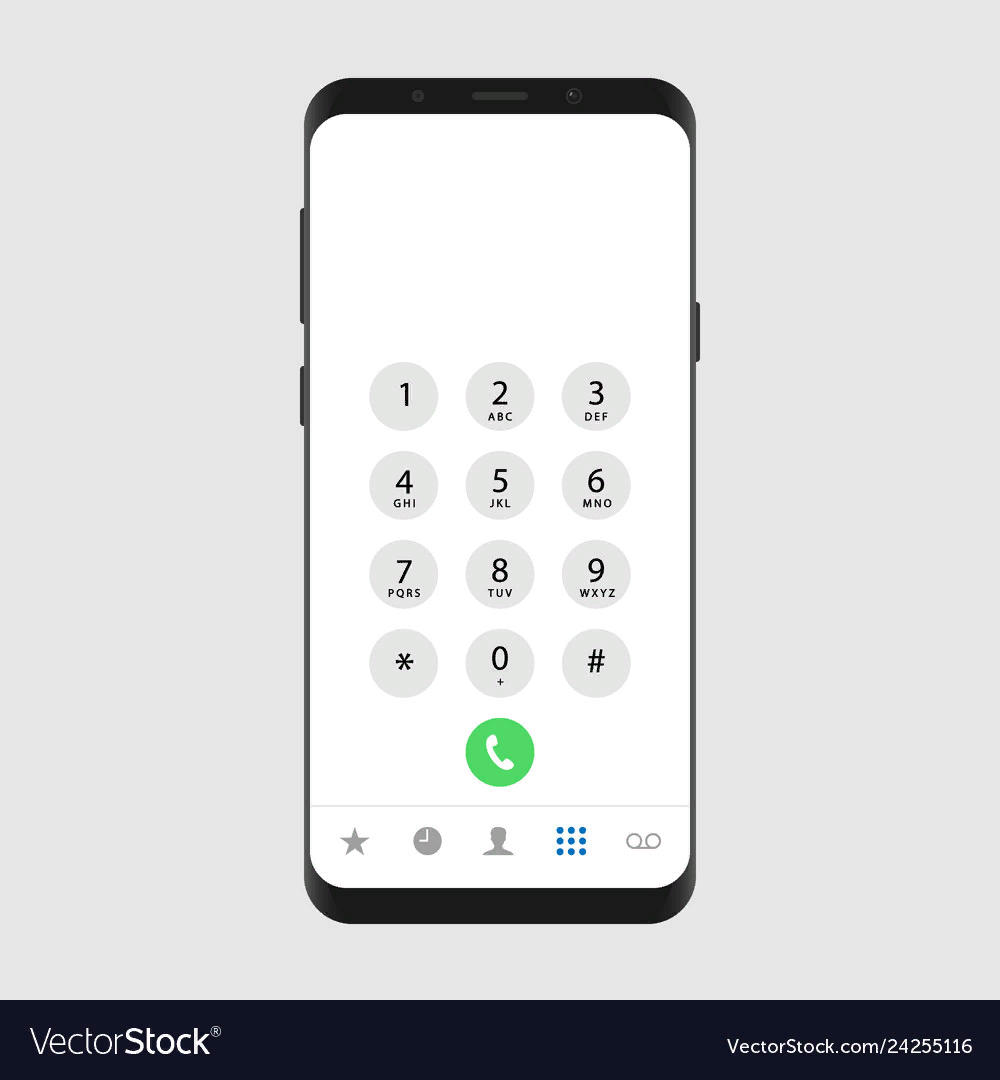 1 2 3
ABC DEF
4 5 6
GHI JKL MNO
7 8 9
PQRS TUV WXYZ
* 0 #
+
VectorStock®
VectorStock.com/24255116